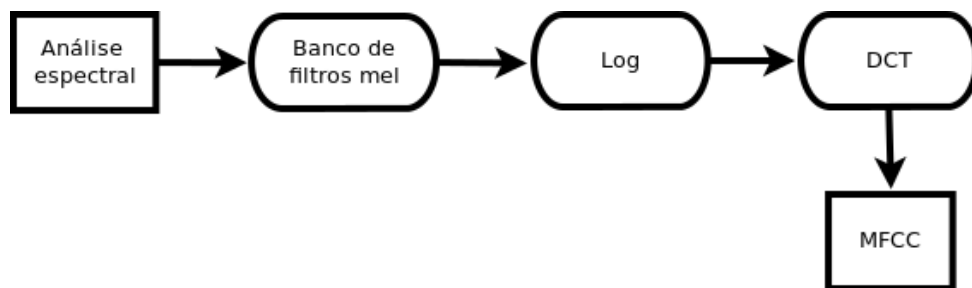 Análise
espectral
Banco de
filtros mel
Log
DCT
MFCC